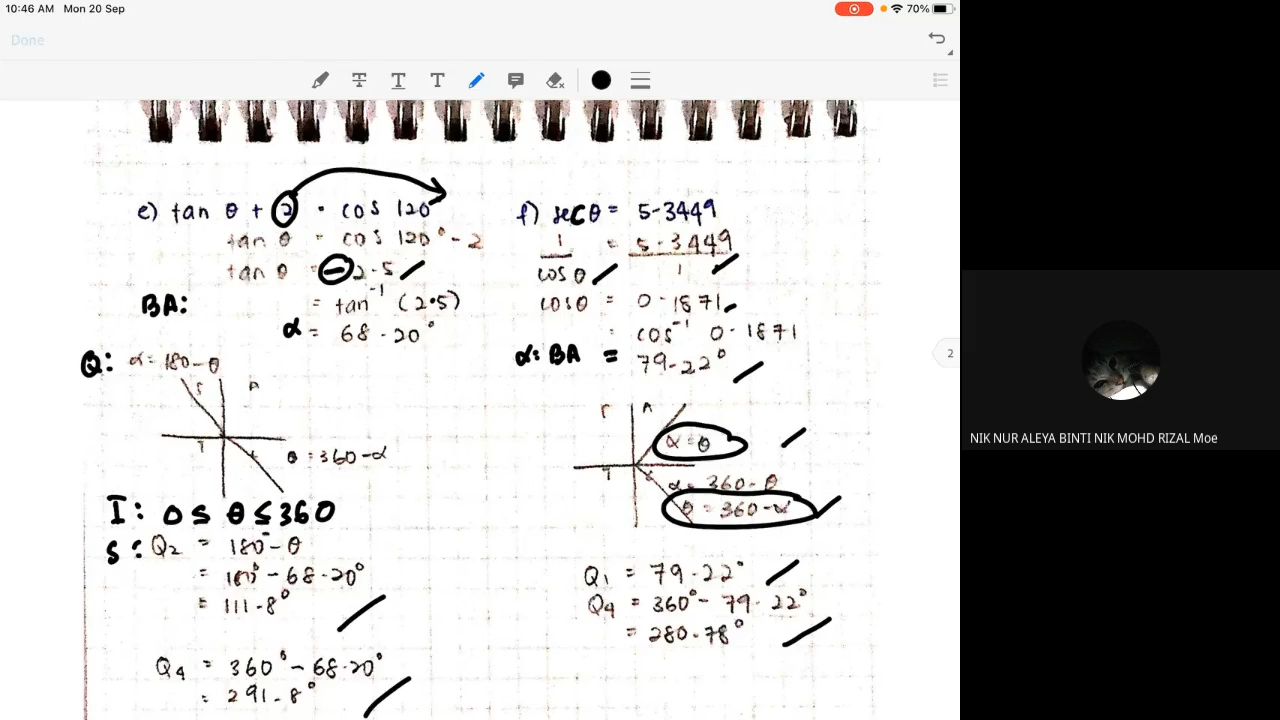 10:46 AM Mon 20 Sep
70%
Done
e) tan θ + 2 = cos 120
tan θ = cos 120° - 2
tan θ = - 2.5
BA:
= tan⁻¹ (2.5)
α = 68.20°
Q: α = 180 - θ
S A
T C
θ = 360 - α
I: 0 ≤ θ ≤ 360
S: Q2 = 180° - θ
= 180° - 68.20°
= 111.8°
Q4 = 360° - 68.20°
= 291.8°
f) sec θ = 5.3449
1/cos θ = 5.3449/1
cos θ = 0.1871
= cos⁻¹ 0.1871
α: BA = 79.22°
A
α = θ
T
α = 360 - θ
θ = 360 - α
Q1 = 79.22°
Q4 = 360° - 79.22°
= 280.78°
2
NIK NUR ALEYA BINTI NIK MOHD RIZAL Moe